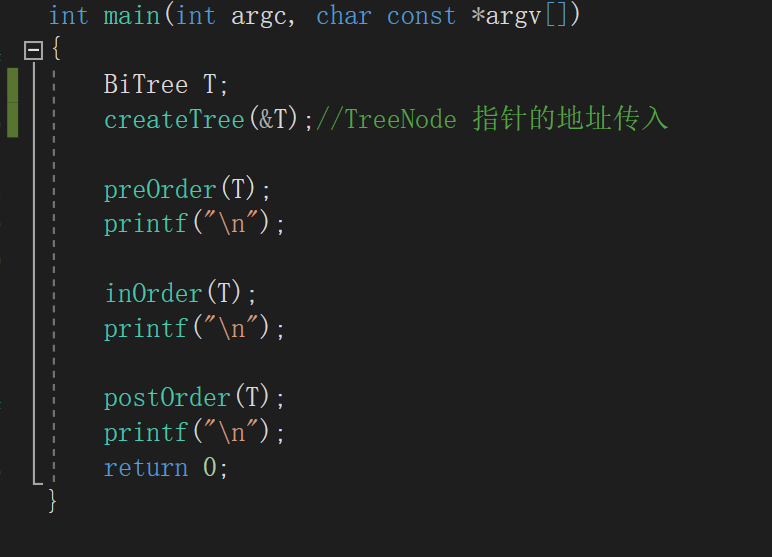 int main(int argc, char const *argv[])
{
BiTree T;
createTree(&T);//TreeNode 指针的地址传入
preOrder(T);
printf("\n");
inOrder(T);
printf("\n");
postOrder(T);
printf("\n");
return 0;
}